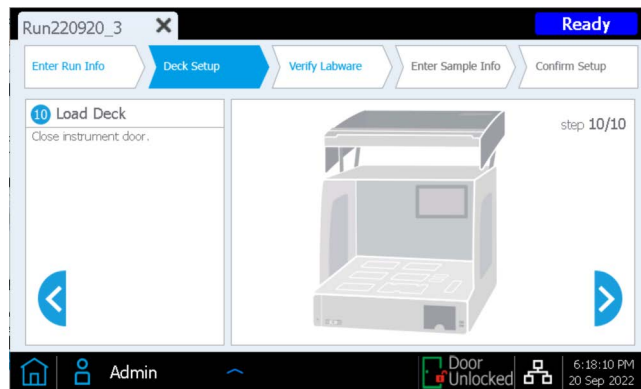 Run220920_3
Ready
Enter Run Info
Deck Setup
Verify Labware
Enter Sample Info
Confirm Setup
10 Load Deck
Close instrument door.
step 10/10
Admin
Door
Unlocked
6:18:10 PM
20 Sep 2022